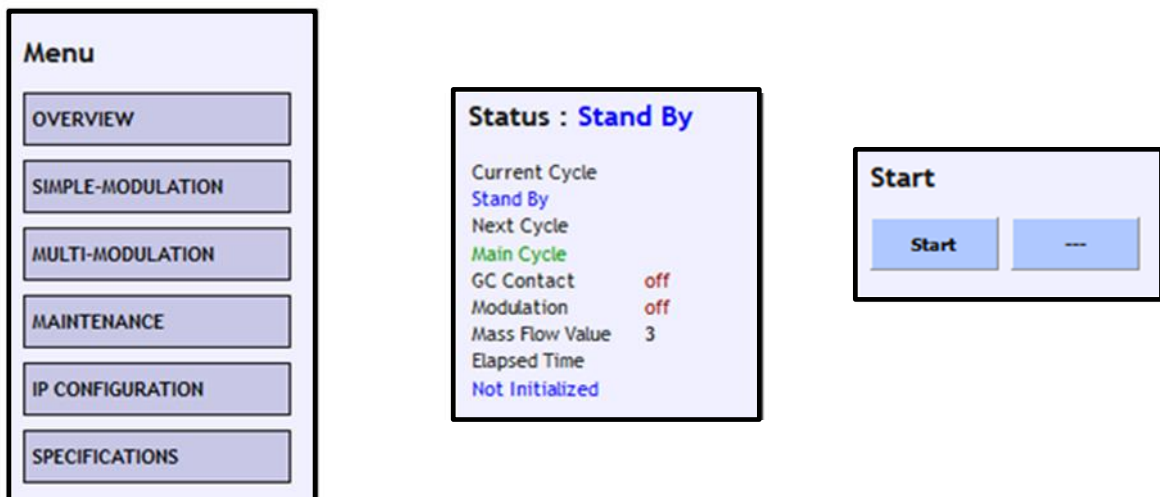 Menu
OVERVIEW
SIMPLE-MODULATION
MULTI-MODULATION
MAINTENANCE
IP CONFIGURATION
SPECIFICATIONS
Status : Stand By
Current Cycle
Stand By
Next Cycle
Main Cycle
GC Contact off
Modulation off
Mass Flow Value 3
Elapsed Time
Not Initialized
Start
Start ---